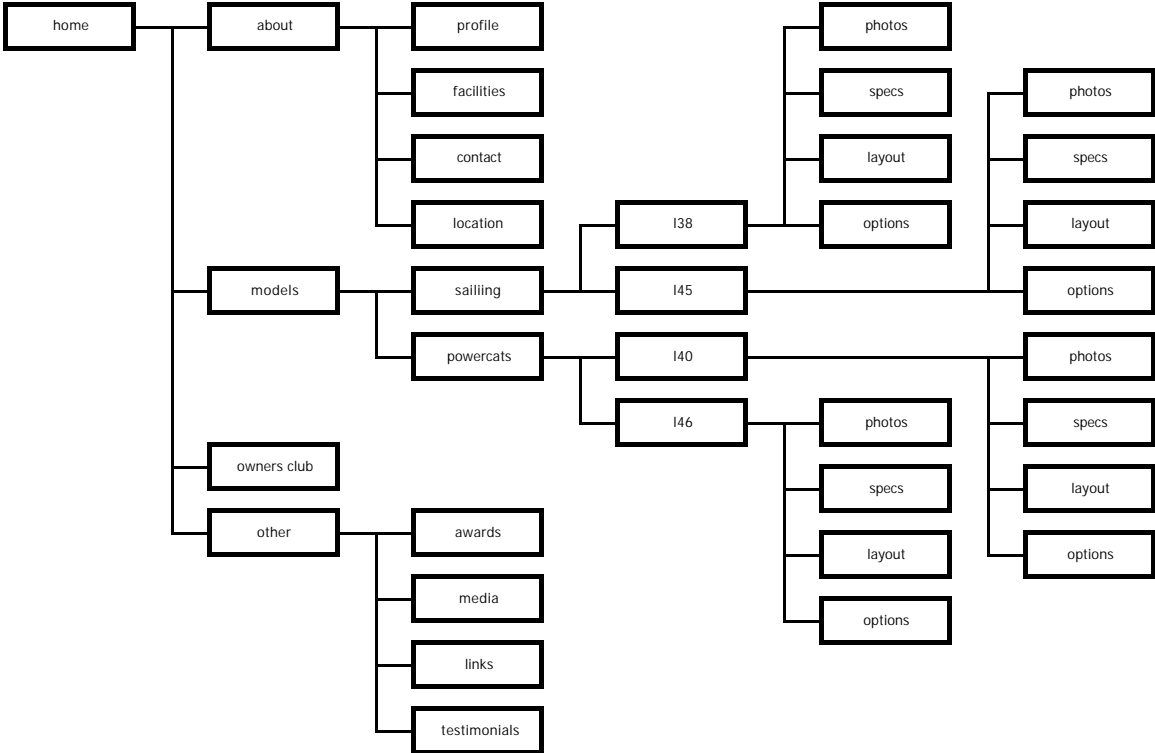 home
about
profile
photos
facilities
specs
photos
contact
layout
specs
location
l38
options
layout
models
sailiing
l45
options
powercats
l40
photos
l46
photos
specs
owners club
specs
layout
other
awards
layout
options
media
options
links
testimonials